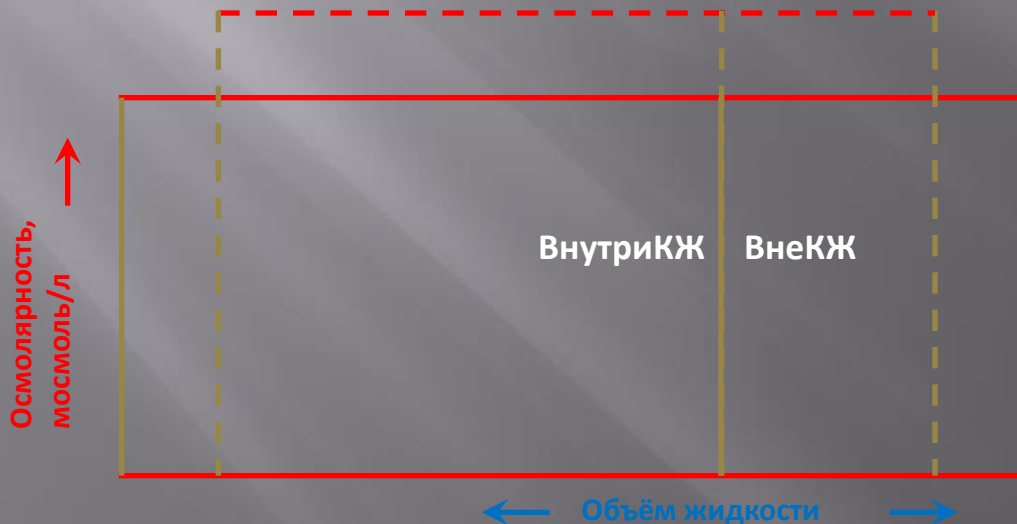 Осмолярность,
мосмоль/л
ВнутриКЖ
ВнеКЖ
Объём жидкости